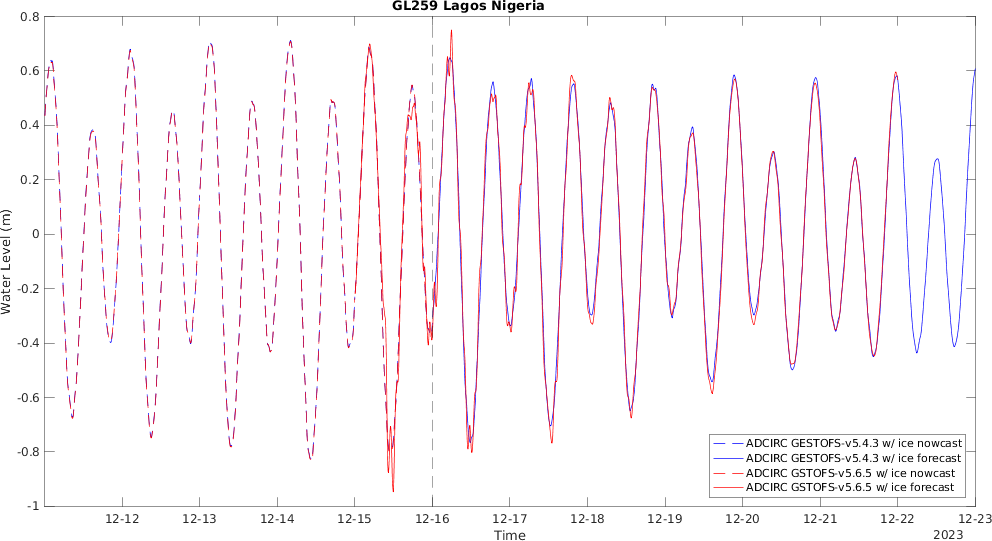 GL259 Lagos Nigeria
0.8
0.6
0.4
0.2
0
-0.2
-0.4
-0.6
-0.8
-1
Water Level (m)
ADCIRC GESTOFS-v5.4.3 w/ ice nowcast
ADCIRC GESTOFS-v5.4.3 w/ ice forecast
ADCIRC GSTOFS-v5.6.5 w/ ice nowcast
ADCIRC GSTOFS-v5.6.5 w/ ice forecast
12-12 12-13 12-14 12-15 12-16 12-17 12-18 12-19 12-20 12-21 12-22 12-23
Time
2023